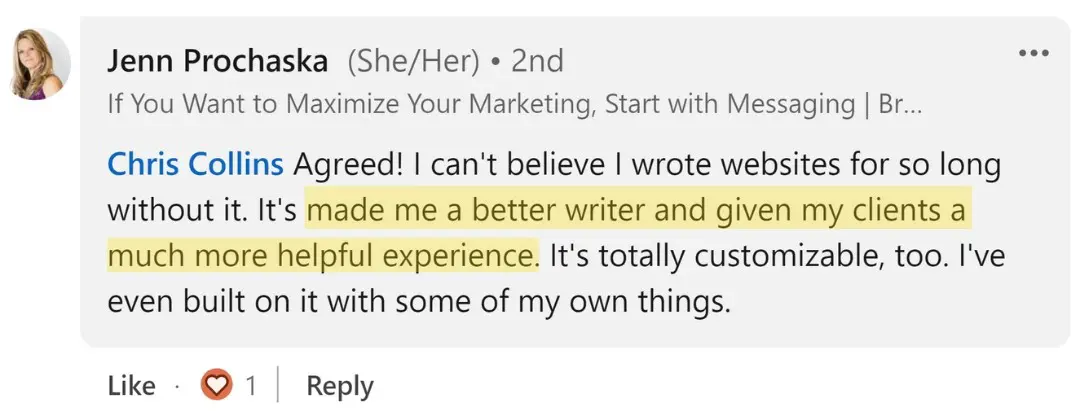 Jenn Prochaska (She/Her) • 2nd
If You Want to Maximize Your Marketing, Start with Messaging | Br...
Chris Collins Agreed! I can't believe I wrote websites for so long
without it. It's made me a better writer and given my clients a
much more helpful experience. It's totally customizable, too. I've
even built on it with some of my own things.
Like · 1 | Reply